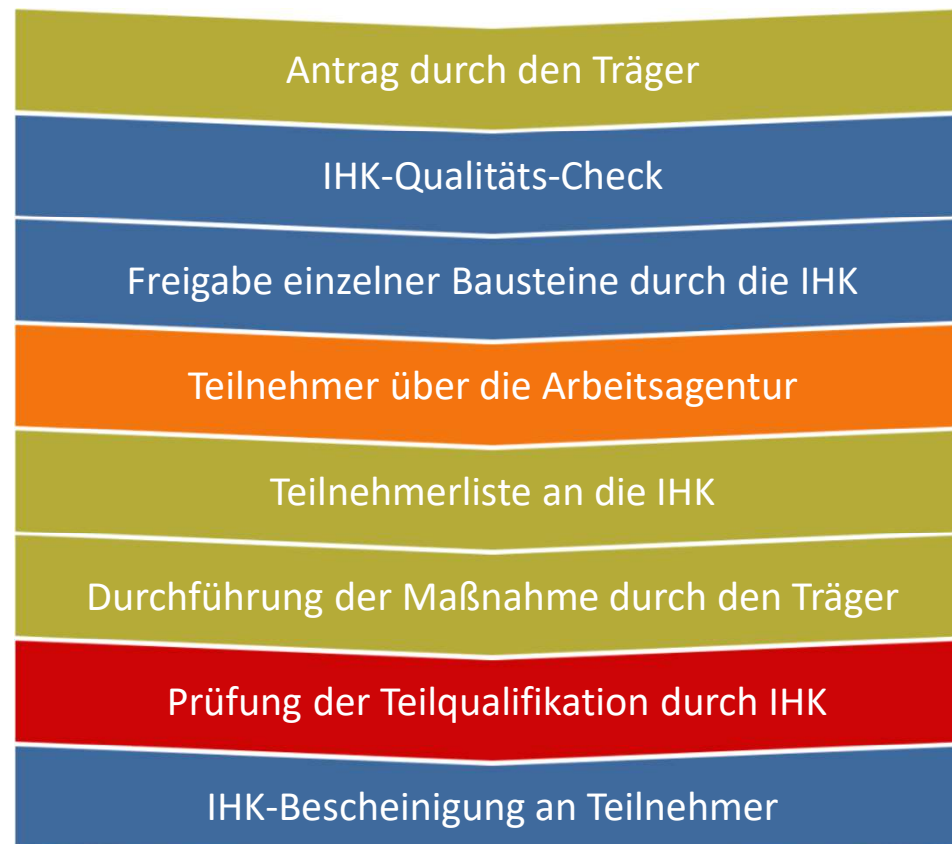 Antrag durch den Träger
IHK-Qualitäts-Check
Freigabe einzelner Bausteine durch die IHK
Teilnehmer über die Arbeitsagentur
Teilnehmerliste an die IHK
Durchführung der Maßnahme durch den Träger
Prüfung der Teilqualifikation durch IHK
IHK-Bescheinigung an Teilnehmer